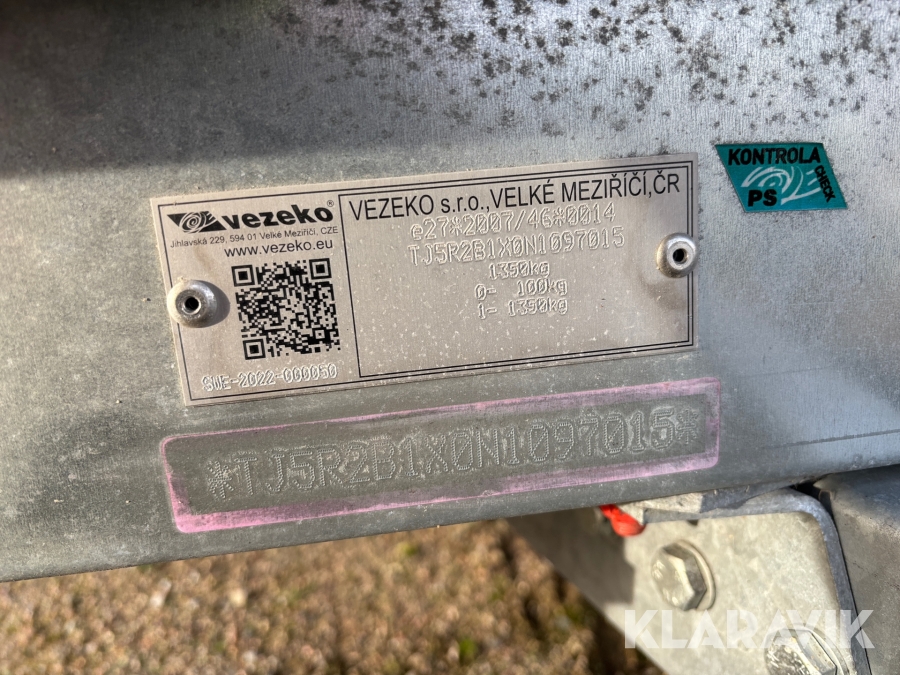 vezeko®
Jihlavská 229, 594 01 Velké Meziříčí, CZE
www.vezeko.eu
SWE-2022-000050
VEZEKO s.r.o.,VELKÉ MEZIŘÍČÍ,ČR
e27*2007/46*0014
TJ5R2B1X0N1097015
1350kg
0- 100kg
1- 1350kg
KONTROLA
CHECK
PS
*TJ5R2B1X0N1097015*
KLARAVIK